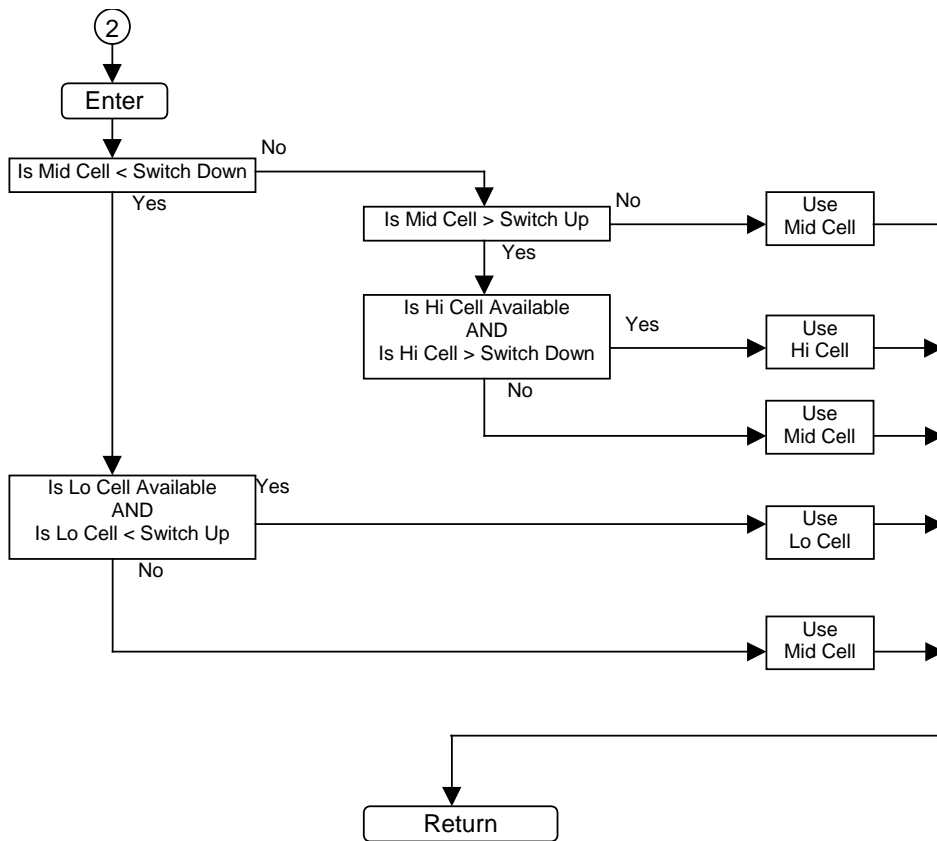 2
Enter
No
Is Mid Cell < Switch Down
Yes
No
Is Mid Cell > Switch Up
Yes
Use
Mid Cell
Is Hi Cell Available
AND
Is Hi Cell > Switch Down
Yes
No
Use
Hi Cell
Use
Mid Cell
Is Lo Cell Available
AND
Is Lo Cell < Switch Up
Yes
No
Use
Lo Cell
Use
Mid Cell
Return